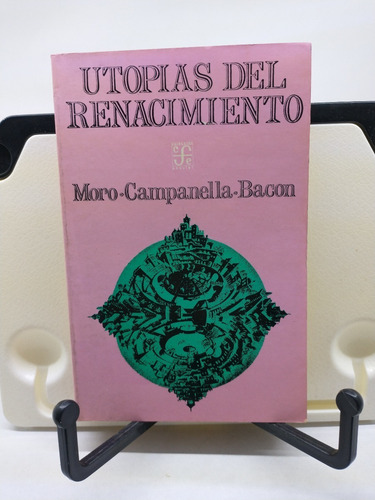 UTOPIAS DEL
RENACIMIENTO
Moro-Campanella-Bacon